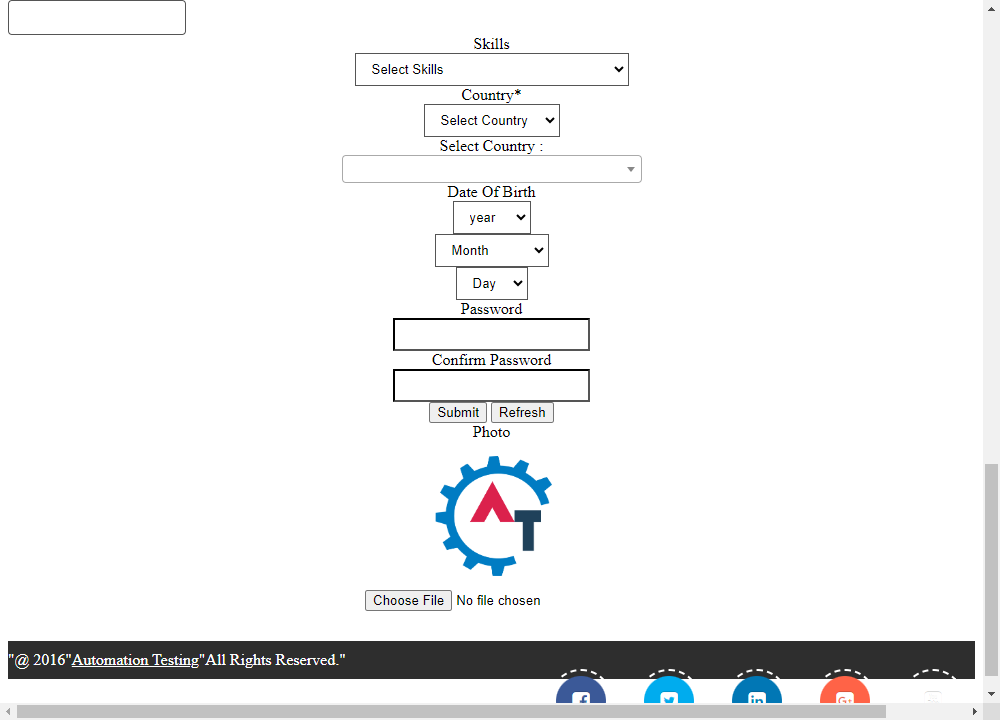 Skills
Select Skills
Country*
Select Country
Select Country :
Date Of Birth
year
Month
Day
Password
Confirm Password
Submit Refresh
Photo
AT
Choose File No file chosen
"@ 2016"Automation Testing"All Rights Reserved."
f
in
G+